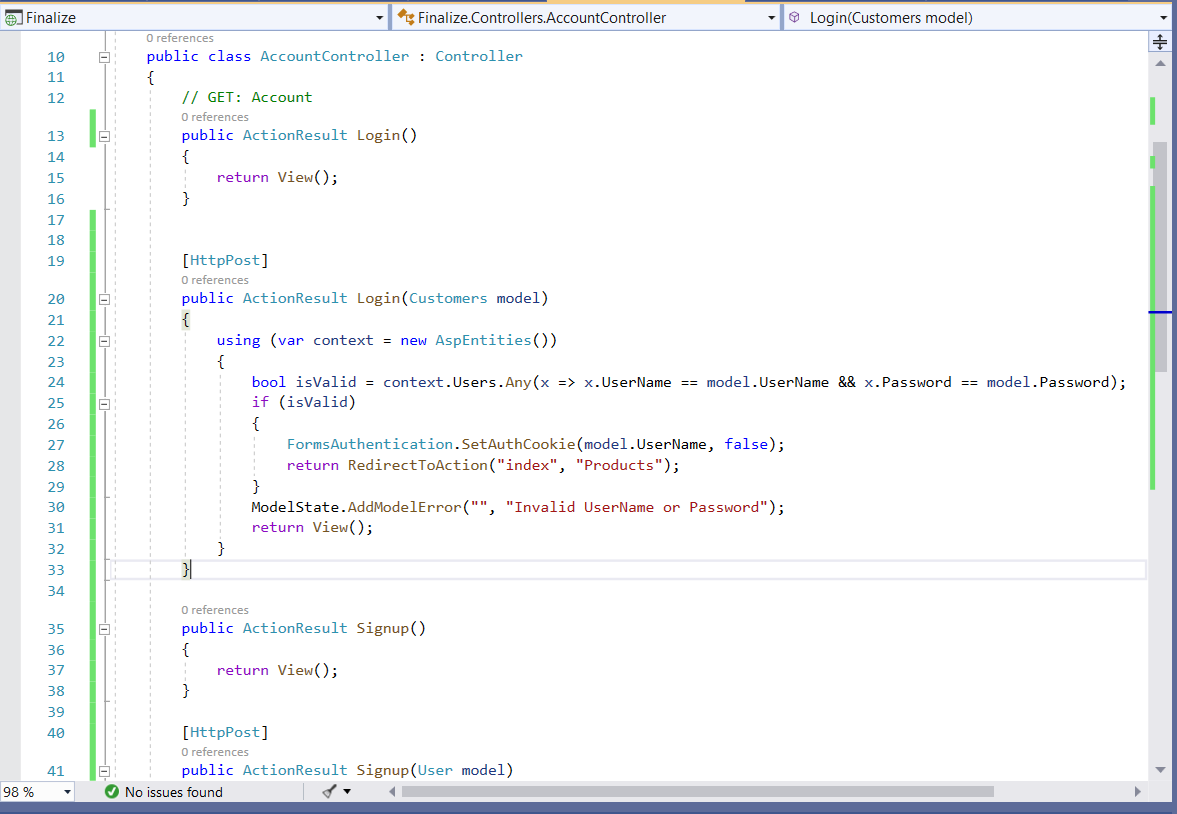 Finalize Finalize.Controllers.AccountController Login(Customers model)
0 references
10 public class AccountController : Controller
11 {
12 // GET: Account
0 references
13 public ActionResult Login()
14 {
15 return View();
16 }
17
18
19 [HttpPost]
0 references
20 public ActionResult Login(Customers model)
21 {
22 using (var context = new AspEntities())
23 {
24 bool isValid = context.Users.Any(x => x.UserName == model.UserName && x.Password == model.Password);
25 if (isValid)
26 {
27 FormsAuthentication.SetAuthCookie(model.UserName, false);
28 return RedirectToAction("index", "Products");
29 }
30 ModelState.AddModelError("", "Invalid UserName or Password");
31 return View();
32 }
33 }
34
0 references
35 public ActionResult Signup()
36 {
37 return View();
38 }
39
40 [HttpPost]
0 references
41 public ActionResult Signup(User model)
98 % No issues found